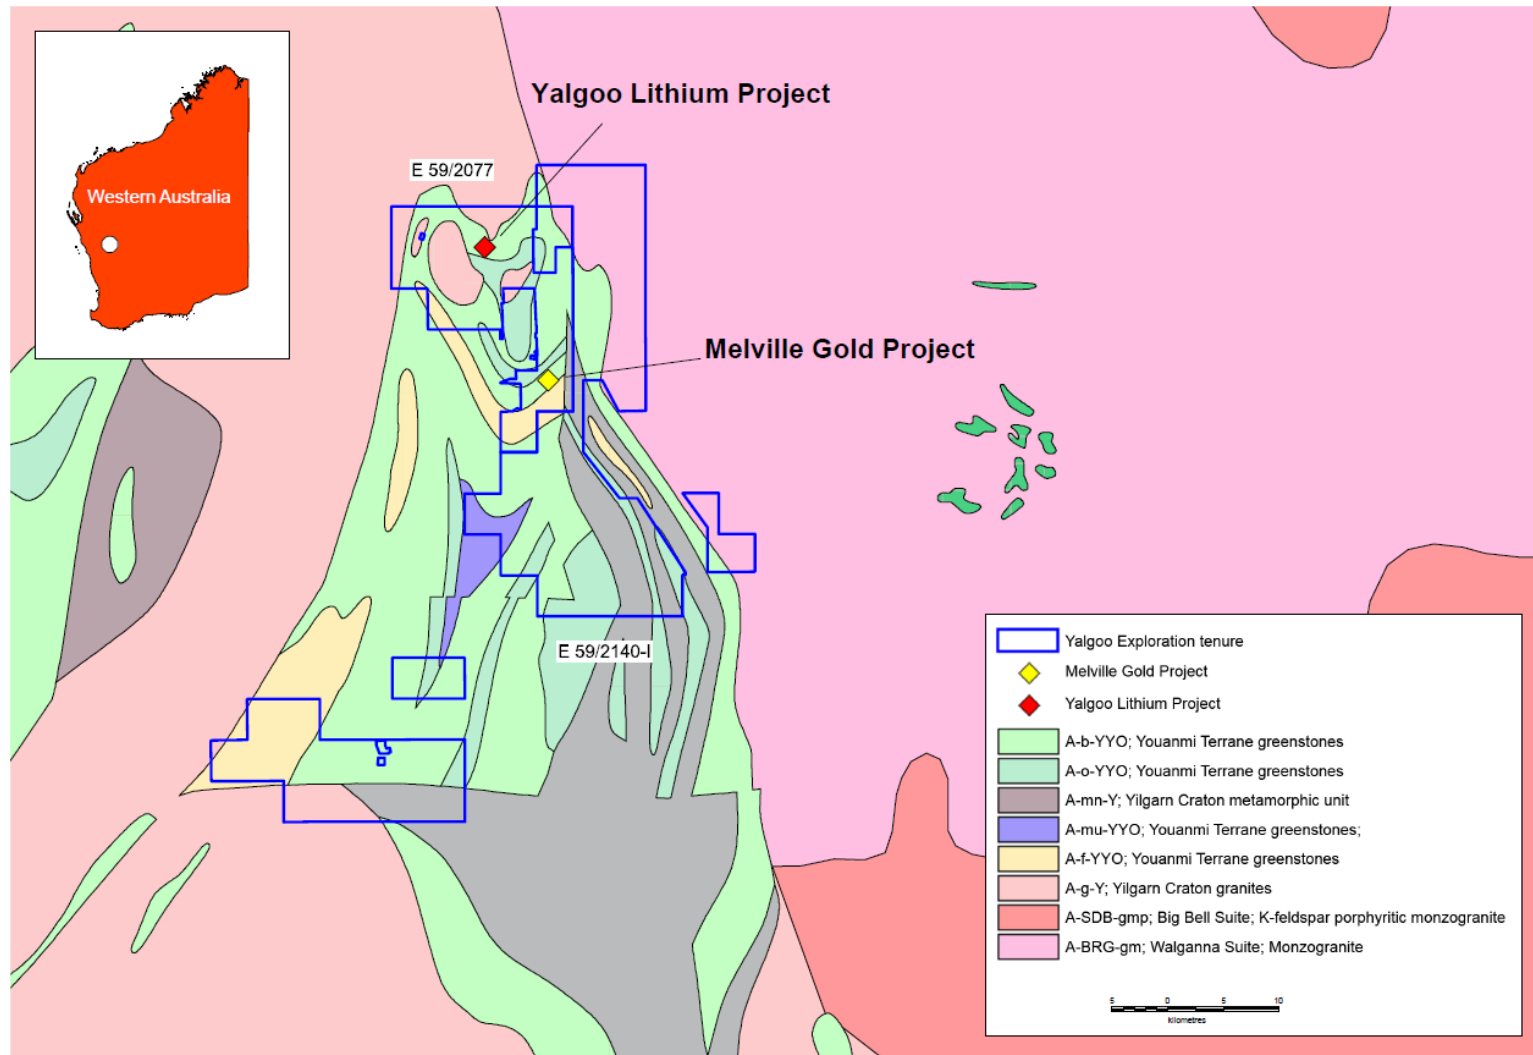 Western Australia
Yalgoo Lithium Project
E 59/2077
Melville Gold Project
E 59/2140-I
Yalgoo Exploration tenure
Melville Gold Project
Yalgoo Lithium Project
A-b-YYO; Youanmi Terrane greenstones
A-o-YYO; Youanmi Terrane greenstones
A-mn-Y; Yilgarn Craton metamorphic unit
A-mu-YYO; Youanmi Terrane greenstones;
A-f-YYO; Youanmi Terrane greenstones
A-g-Y; Yilgarn Craton granites
A-SDB-gmp; Big Bell Suite; K-feldspar porphyritic monzogranite
A-BRG-gm; Walganna Suite; Monzogranite
5 0 5 10
kilometres